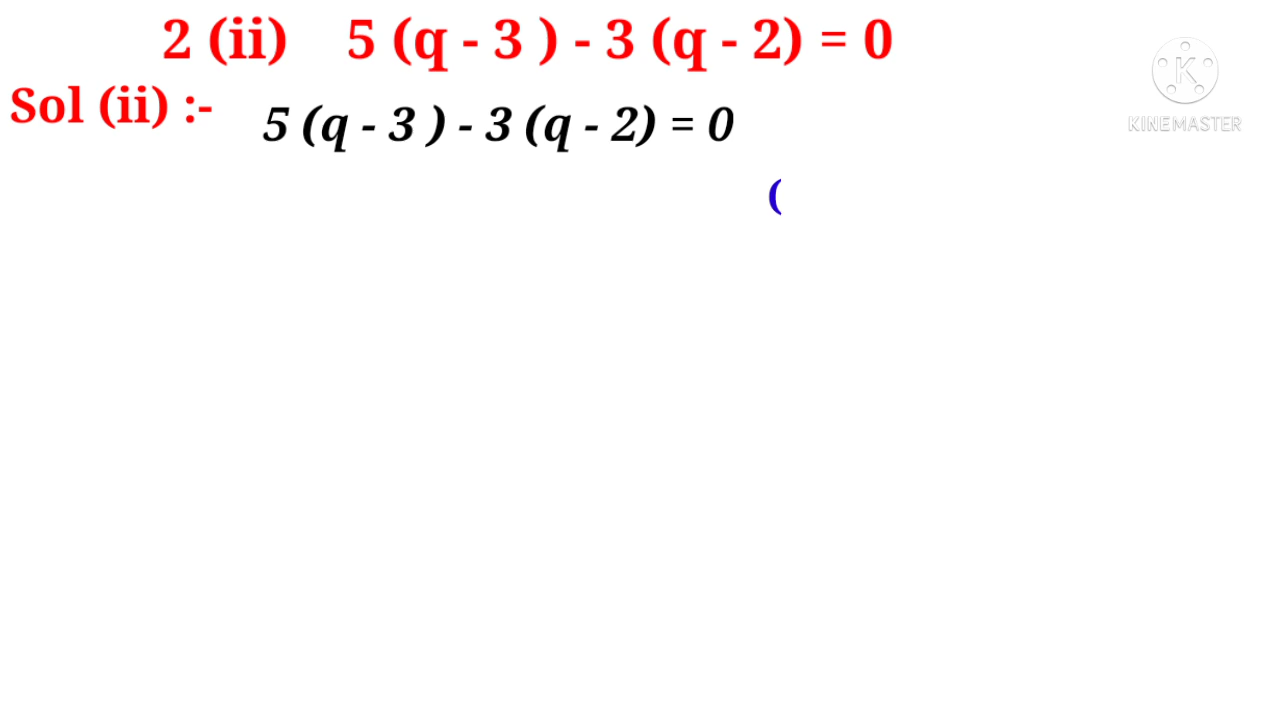 2 (ii) 5 (q - 3 ) - 3 (q - 2) = 0
Sol (ii) :- 5 (q - 3 ) - 3 (q - 2) = 0
(
K
KINEMASTER